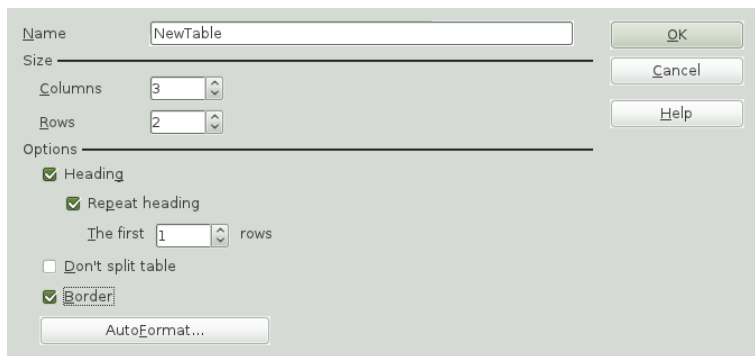 Name NewTable OK
Size
Cancel
Columns 3
Help
Rows 2
Options
Heading
Repeat heading
The first 1 rows
Don't split table
Border
AutoFormat...